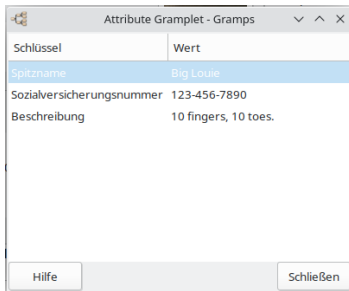 Attribute Gramplet - Gramps
Schlüssel Wert
Spitzname Big Louie
Sozialversicherungsnummer 123-456-7890
Beschreibung 10 fingers, 10 toes.
Hilfe Schließen